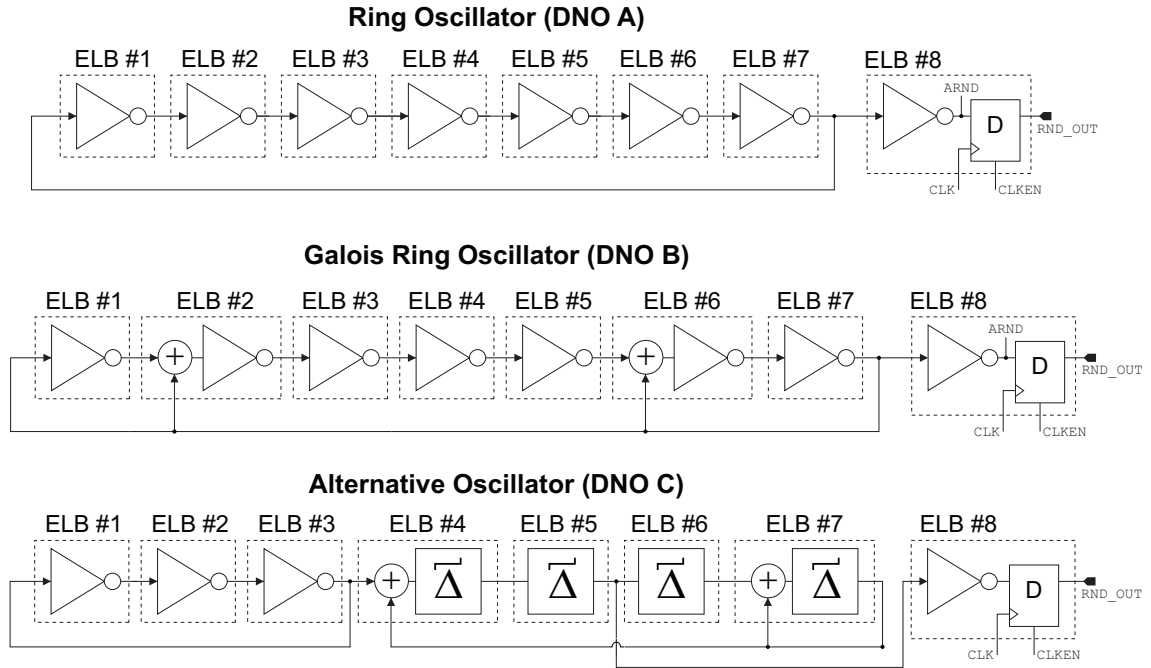 Ring Oscillator (DNO A)
ELB #1 ELB #2 ELB #3 ELB #4 ELB #5 ELB #6 ELB #7 ELB #8
ARND
D
RND_OUT
CLK CLKEN
Galois Ring Oscillator (DNO B)
ELB #1 ELB #2 ELB #3 ELB #4 ELB #5 ELB #6 ELB #7 ELB #8
ARND
+ + D
RND_OUT
CLK CLKEN
Alternative Oscillator (DNO C)
ELB #1 ELB #2 ELB #3 ELB #4 ELB #5 ELB #6 ELB #7 ELB #8
+ Δ̅ Δ̅ Δ̅ + Δ̅ D
RND_OUT
CLK CLKEN